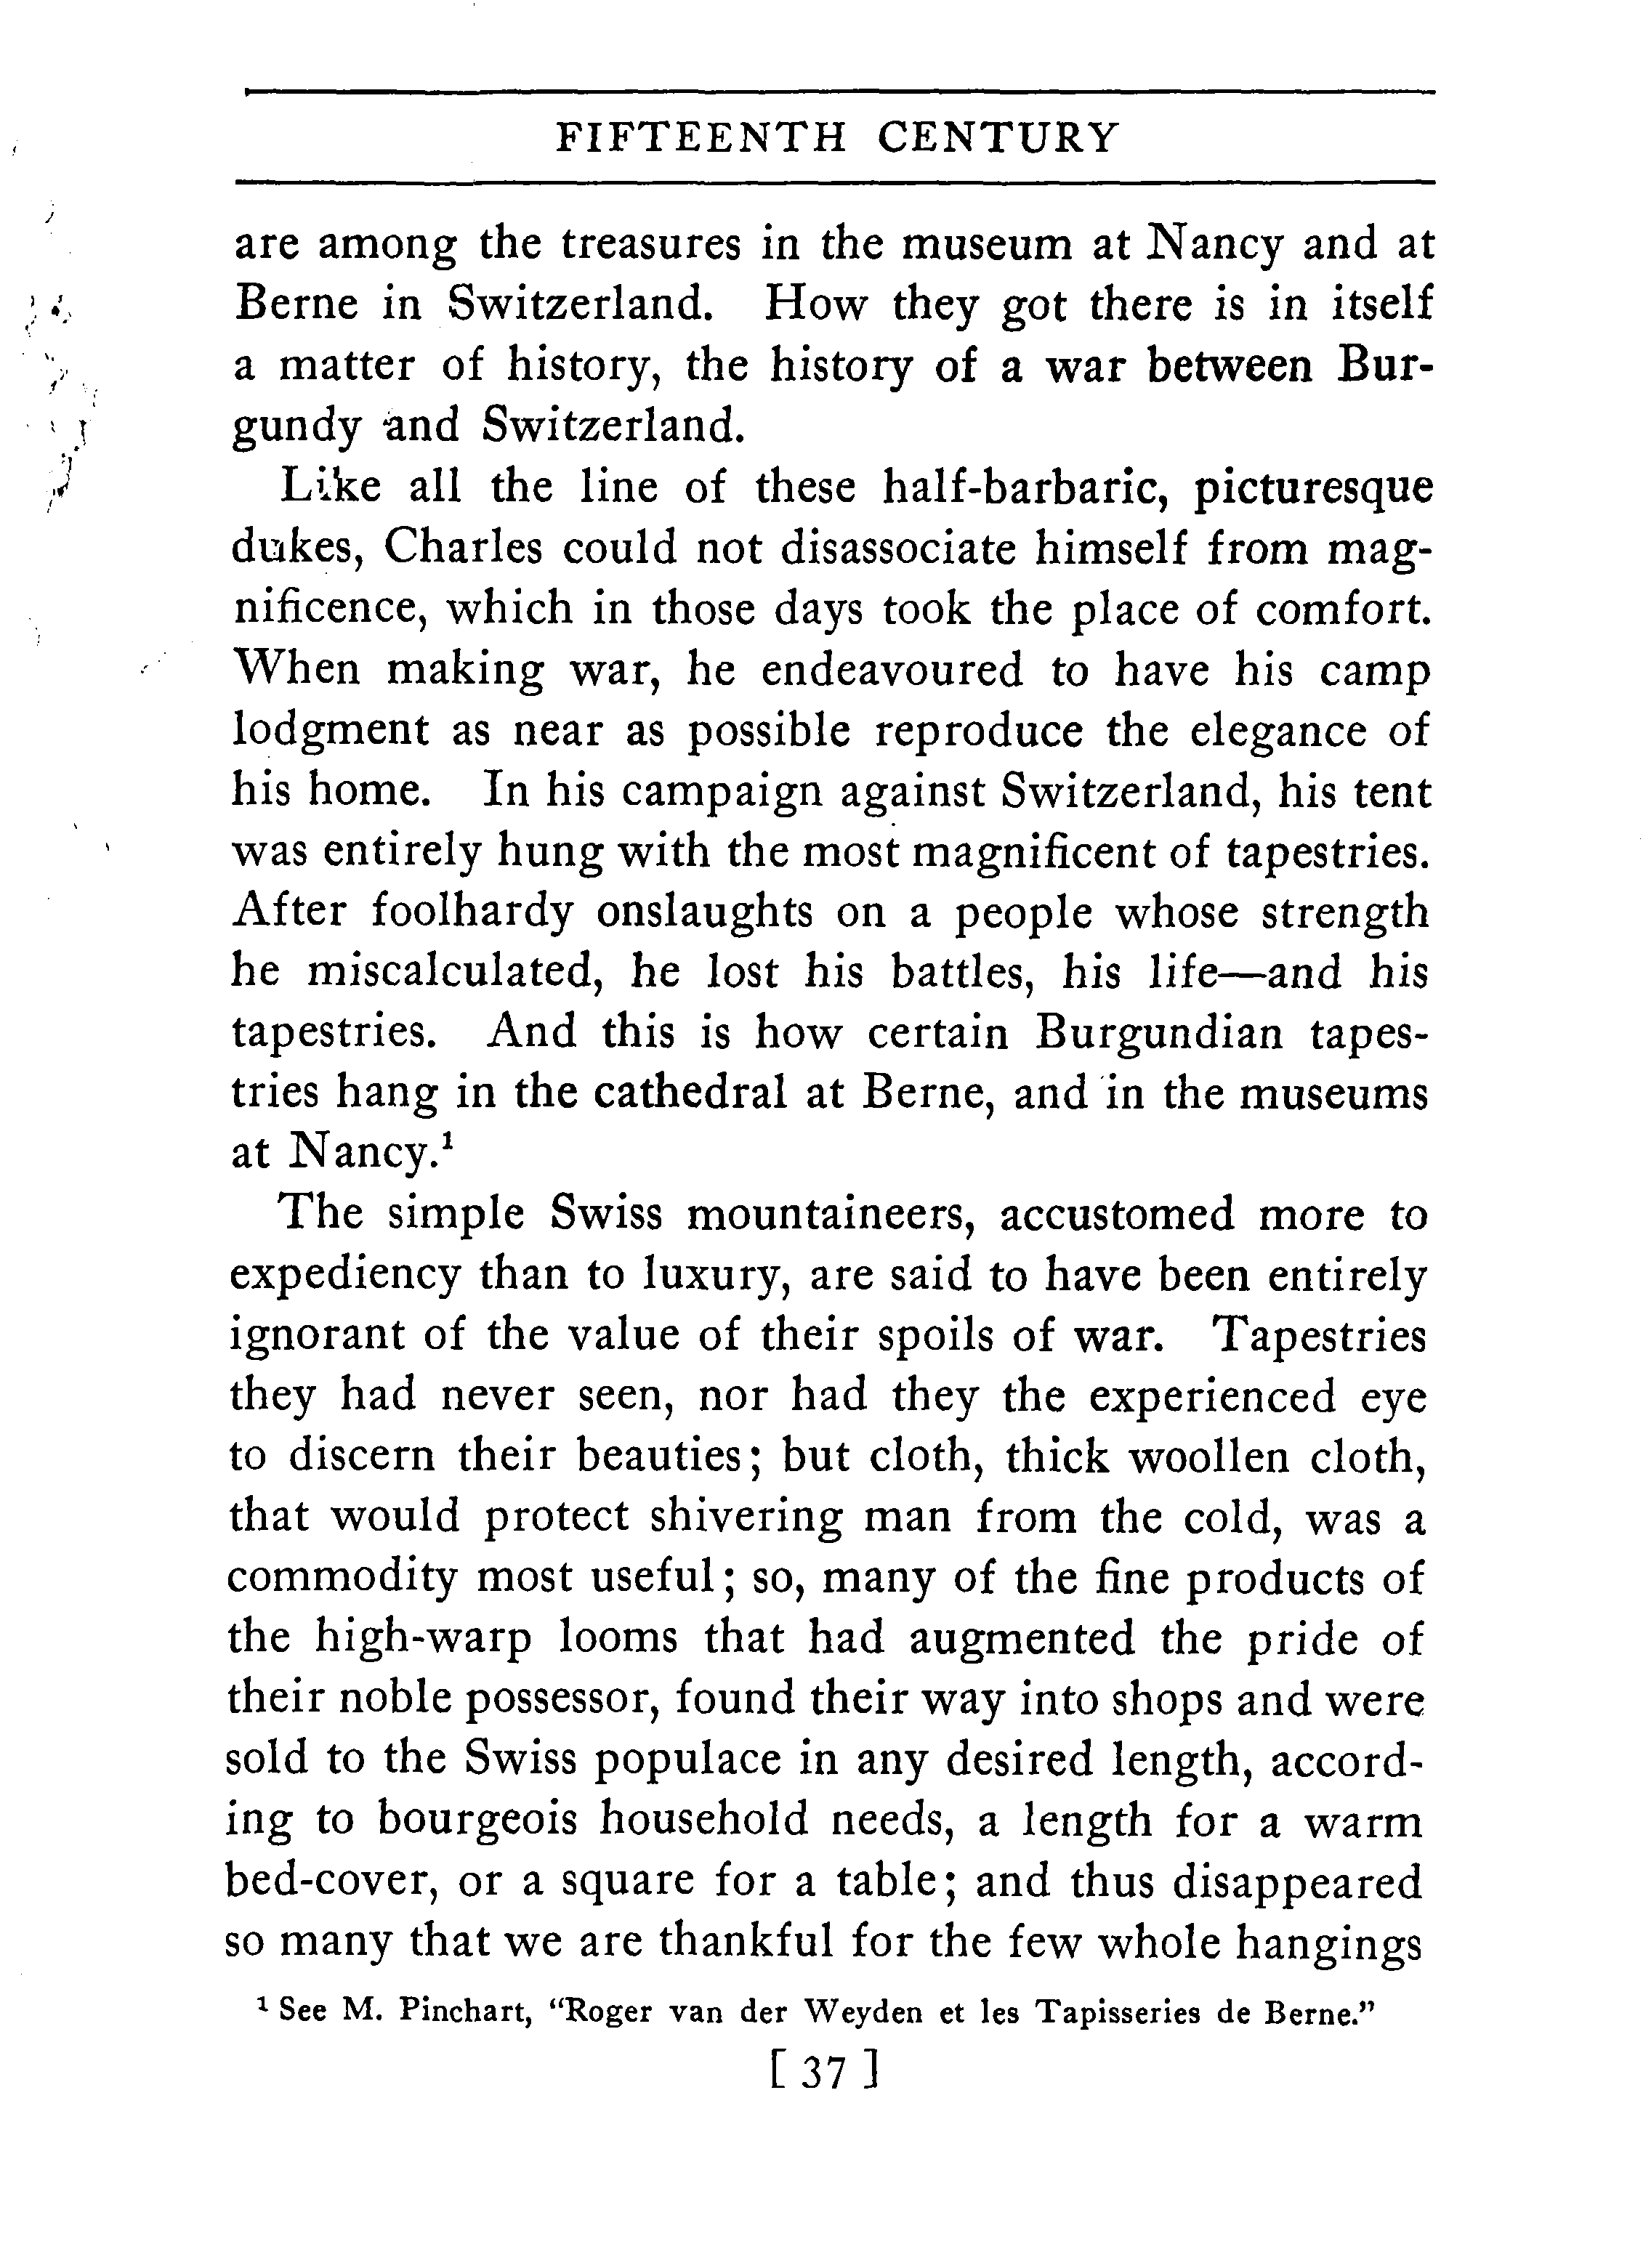 FIFTEENTH CENTURY
are among the treasures in the museum at Nancy and at
Berne in Switzerland. How they got there is in itself
a matter of history, the history of a war between Bur-
gundy and Switzerland.
Like all the line of these half-barbaric, picturesque
dukes, Charles could not disassociate himself from mag-
nificence, which in those days took the place of comfort.
When making war, he endeavoured to have his camp
lodgment as near as possible reproduce the elegance of
his home. In his campaign against Switzerland, his tent
was entirely hung with the most magnificent of tapestries.
After foolhardy onslaughts on a people whose strength
he miscalculated, he lost his battles, his life—and his
tapestries. And this is how certain Burgundian tapes-
tries hang in the cathedral at Berne, and in the museums
at Nancy.¹
The simple Swiss mountaineers, accustomed more to
expediency than to luxury, are said to have been entirely
ignorant of the value of their spoils of war. Tapestries
they had never seen, nor had they the experienced eye
to discern their beauties; but cloth, thick woollen cloth,
that would protect shivering man from the cold, was a
commodity most useful; so, many of the fine products of
the high-warp looms that had augmented the pride of
their noble possessor, found their way into shops and were
sold to the Swiss populace in any desired length, accord-
ing to bourgeois household needs, a length for a warm
bed-cover, or a square for a table; and thus disappeared
so many that we are thankful for the few whole hangings
¹ See M. Pinchart, "Roger van der Weyden et les Tapisseries de Berne."
[ 37 ]